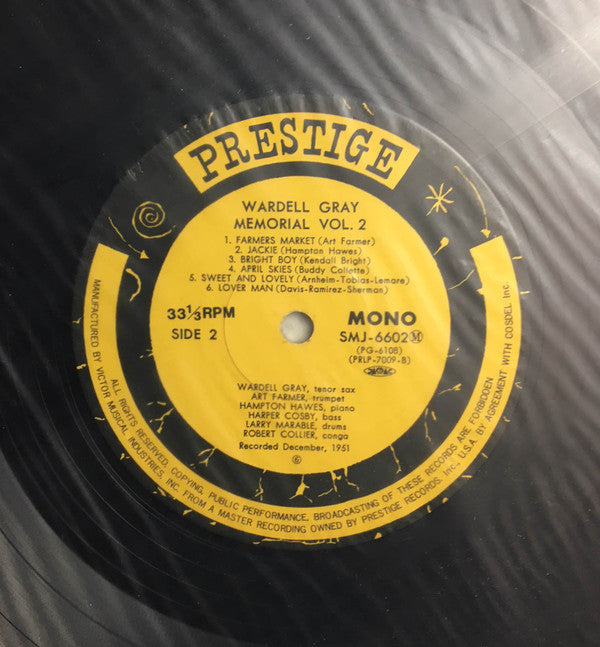 PRESTIGE
WARDELL GRAY
MEMORIAL VOL. 2
1. FARMERS MARKET (Art Farmer)
2. JACKIE (Hampton Hawes)
3. BRIGHT BOY (Kendall Bright)
4. APRIL SKIES (Buddy Collette)
5. SWEET AND LOVELY (Arnheim-Tobias-Lemare)
6. LOVER MAN (Davis-Ramirez-Sherman)
33⅓RPM
SIDE 2
MONO
SMJ-6602Ⓜ
(PG-6108)
(PRLP-7009-B)
WARDELL GRAY, tenor sax
ART FARMER, trumpet
HAMPTON HAWES, piano
HARPER COSBY, bass
LARRY MARABLE, drums
ROBERT COLLIER, conga
Recorded December, 1951
MANUFACTURED BY VICTOR MUSICAL INDUSTRIES, INC. FROM A MASTER RECORDING OWNED BY PRESTIGE RECORDS, Inc., U.S.A. BY AGREEMENT WITH COSDEL Inc.
ALL RIGHTS RESERVED, COPYING, PUBLIC PERFORMANCE, BROADCASTING OF THESE RECORDS ARE FORBIDDEN